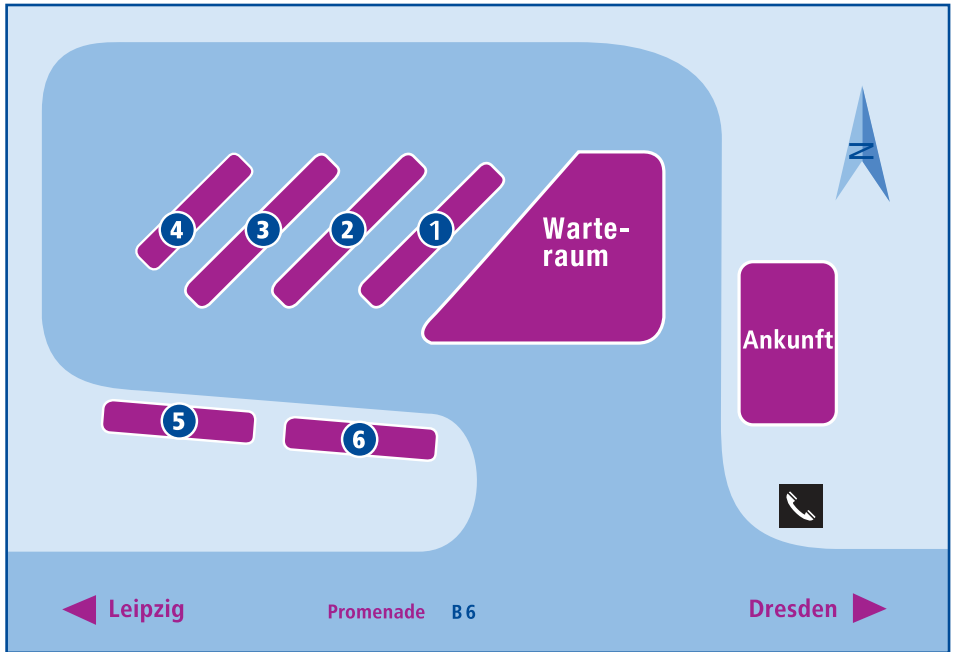 N
4
3
2
1
Warte-
raum
Ankunft
5
6
Leipzig
Promenade B 6
Dresden